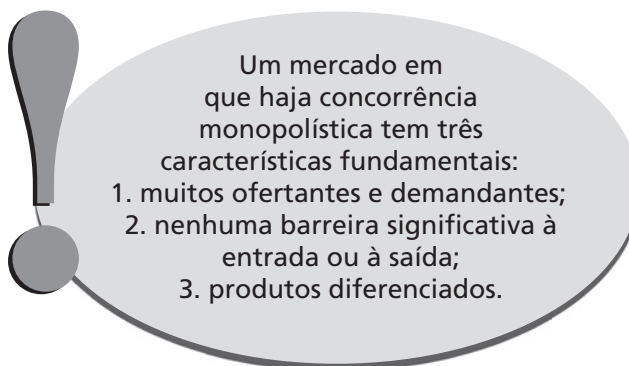 Um mercado em
que haja concorrência
monopolística tem três
características fundamentais:
1. muitos ofertantes e demandantes;
2. nenhuma barreira significativa à
entrada ou à saída;
3. produtos diferenciados.